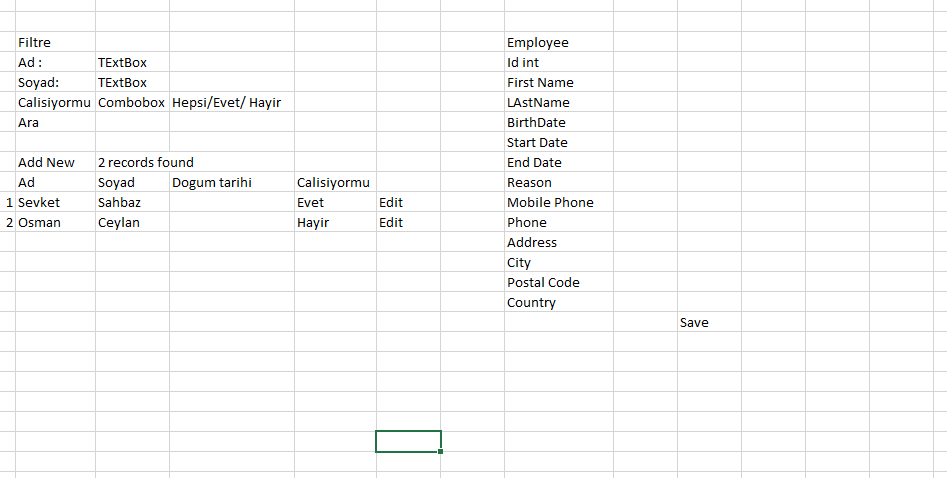 Filtre
Ad :	TExtBox
Soyad:	TExtBox
Calisiyormu	Combobox	Hepsi/Evet/ Hayir
Ara
Add New	2 records found
Ad	Soyad	Dogum tarihi	Calisiyormu
1	Sevket	Sahbaz	Evet	Edit
2	Osman	Ceylan	Hayir	Edit
Employee
Id int
First Name
LAstName
BirthDate
Start Date
End Date
Reason
Mobile Phone
Phone
Address
City
Postal Code
Country
Save